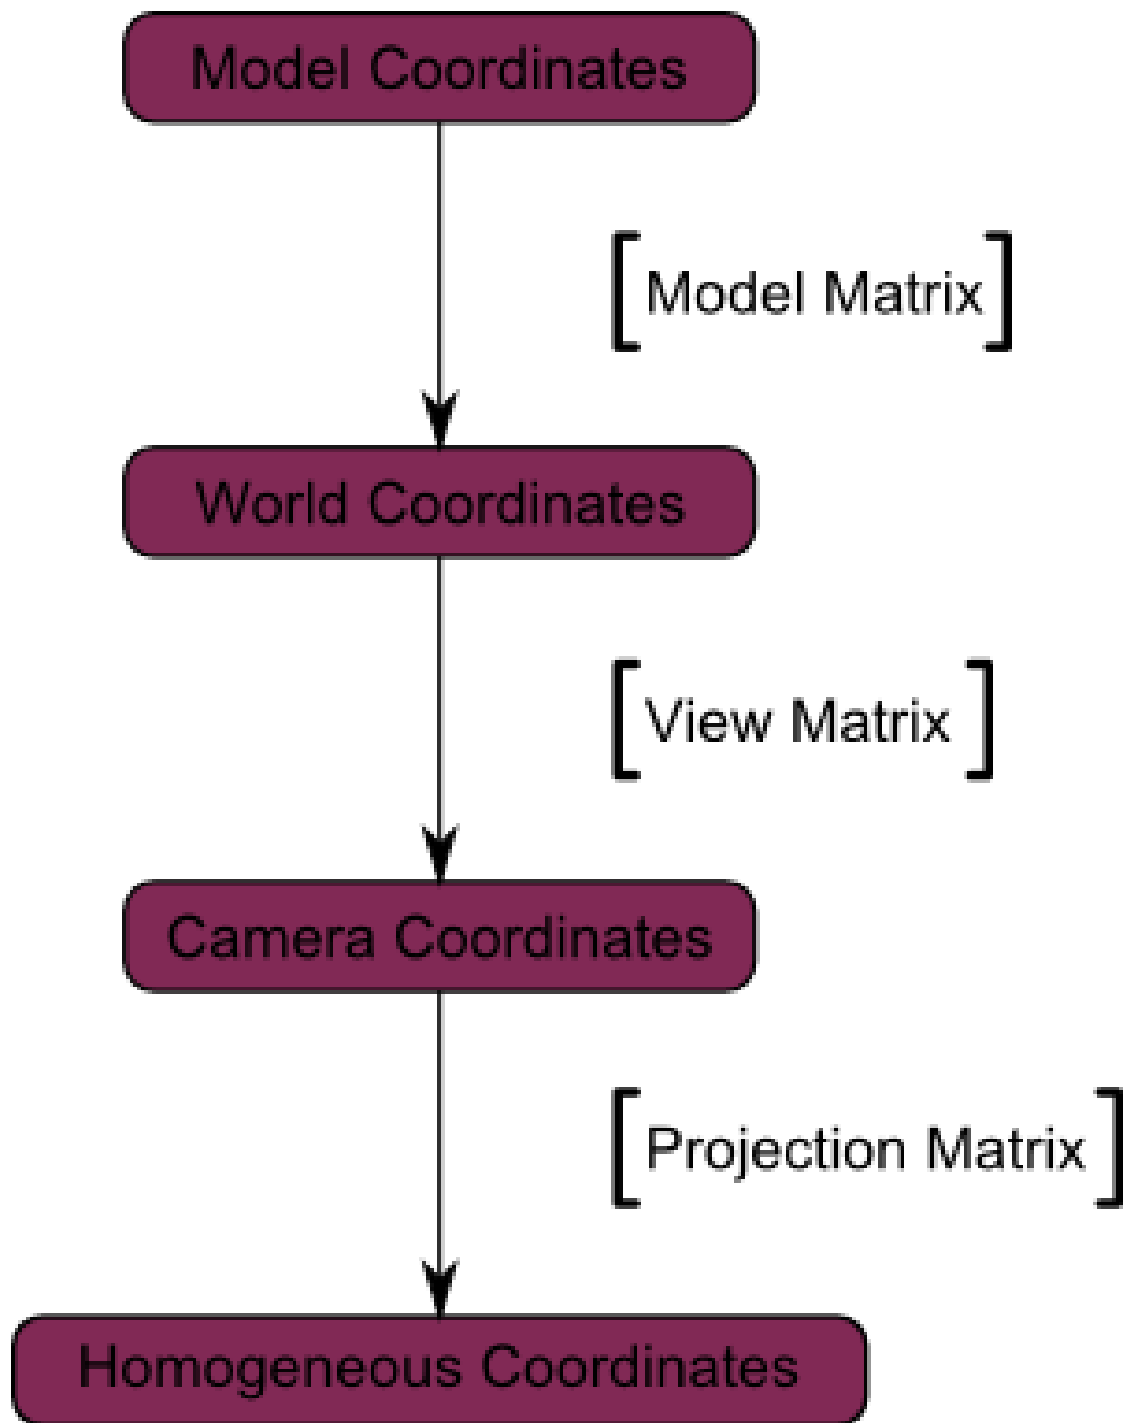 Model Coordinates
Model Matrix
World Coordinates
View Matrix
Camera Coordinates
Projection Matrix
Homogeneous Coordinates